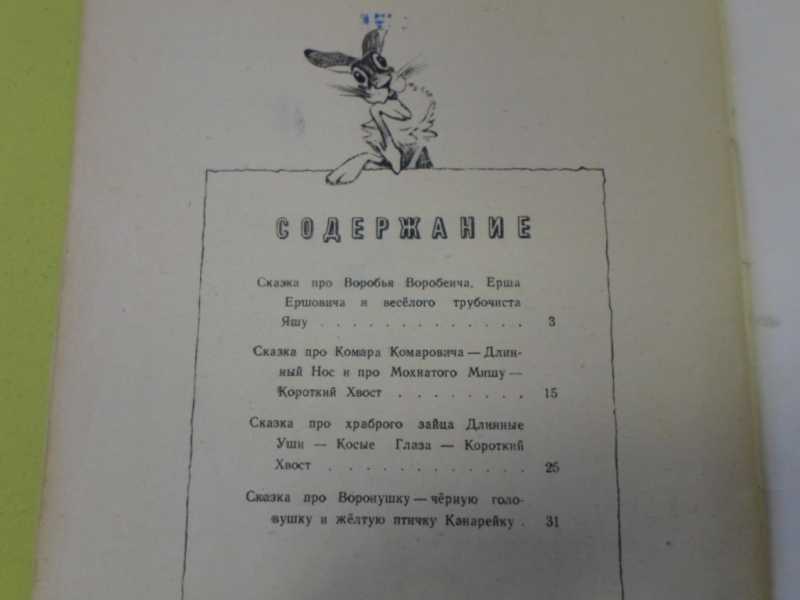 СОДЕРЖАНИЕ
Сказка про Воробья Воробеича, Ерша
Ершовича и весёлого трубочиста
Яшу . . . . . . . . . . . . . 3
Сказка про Комара Комаровича — Длин-
ный Нос и про Мохнатого Мишу —
Короткий Хвост . . . . . . . . 15
Сказка про храброго зайца Длинные
Уши — Косые Глаза — Короткий
Хвост . . . . . . . . . . . . 25
Сказка про Воронушку — чёрную голо-
вушку и жёлтую птичку Канарейку . 31